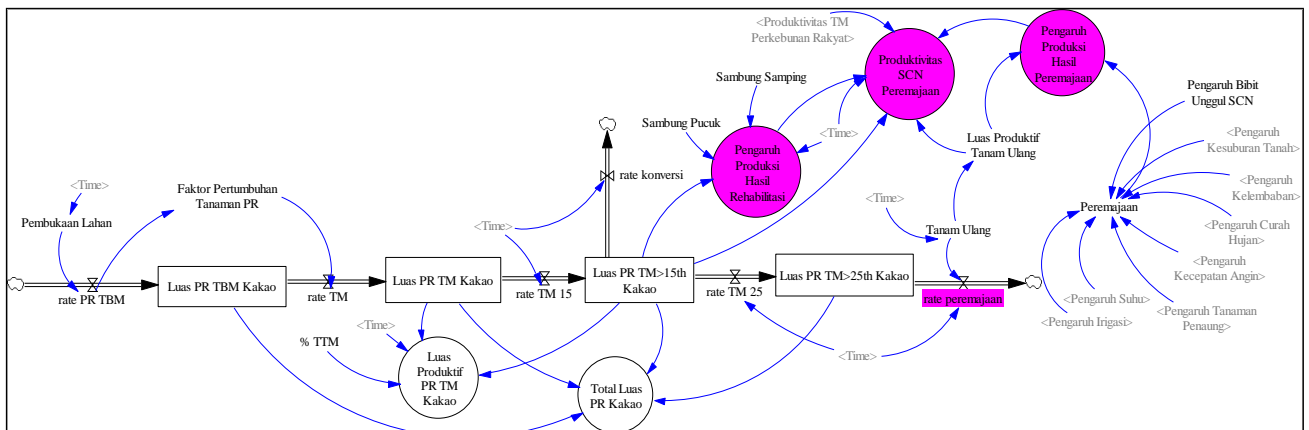 <Produktivitas TM
Perkebunan Rakyat>
Produktivitas
SCN
Peremajaan
Pengaruh
Produksi
Hasil
Peremajaan
Sambung Samping
Pengaruh Bibit
Unggul SCN
Sambung Pucuk
<Time>
Luas Produktif
Tanam Ulang
<Pengaruh
Kesuburan Tanah>
Pengaruh
Produksi
Hasil
Rehabilitasi
rate konversi
<Time>
Faktor Pertumbuhan
Tanaman PR
<Pengaruh
Kelembaban>
<Time>
Peremajaan
Pembukaan Lahan
<Time>
Tanam Ulang
<Pengaruh Curah
Hujan>
Luas PR TBM Kakao
Luas PR TM Kakao
Luas PR TM>15th
Kakao
Luas PR TM>25th Kakao
<Pengaruh
Kecepatan Angin>
rate PR TBM
rate TM
rate TM 15
rate TM 25
rate peremajaan
<Pengaruh Suhu>
<Pengaruh Irigasi>
<Pengaruh Tanaman
Penaung>
<Time>
% TTM
Luas
Produktif
PR TM
Kakao
Total Luas
PR Kakao
<Time>